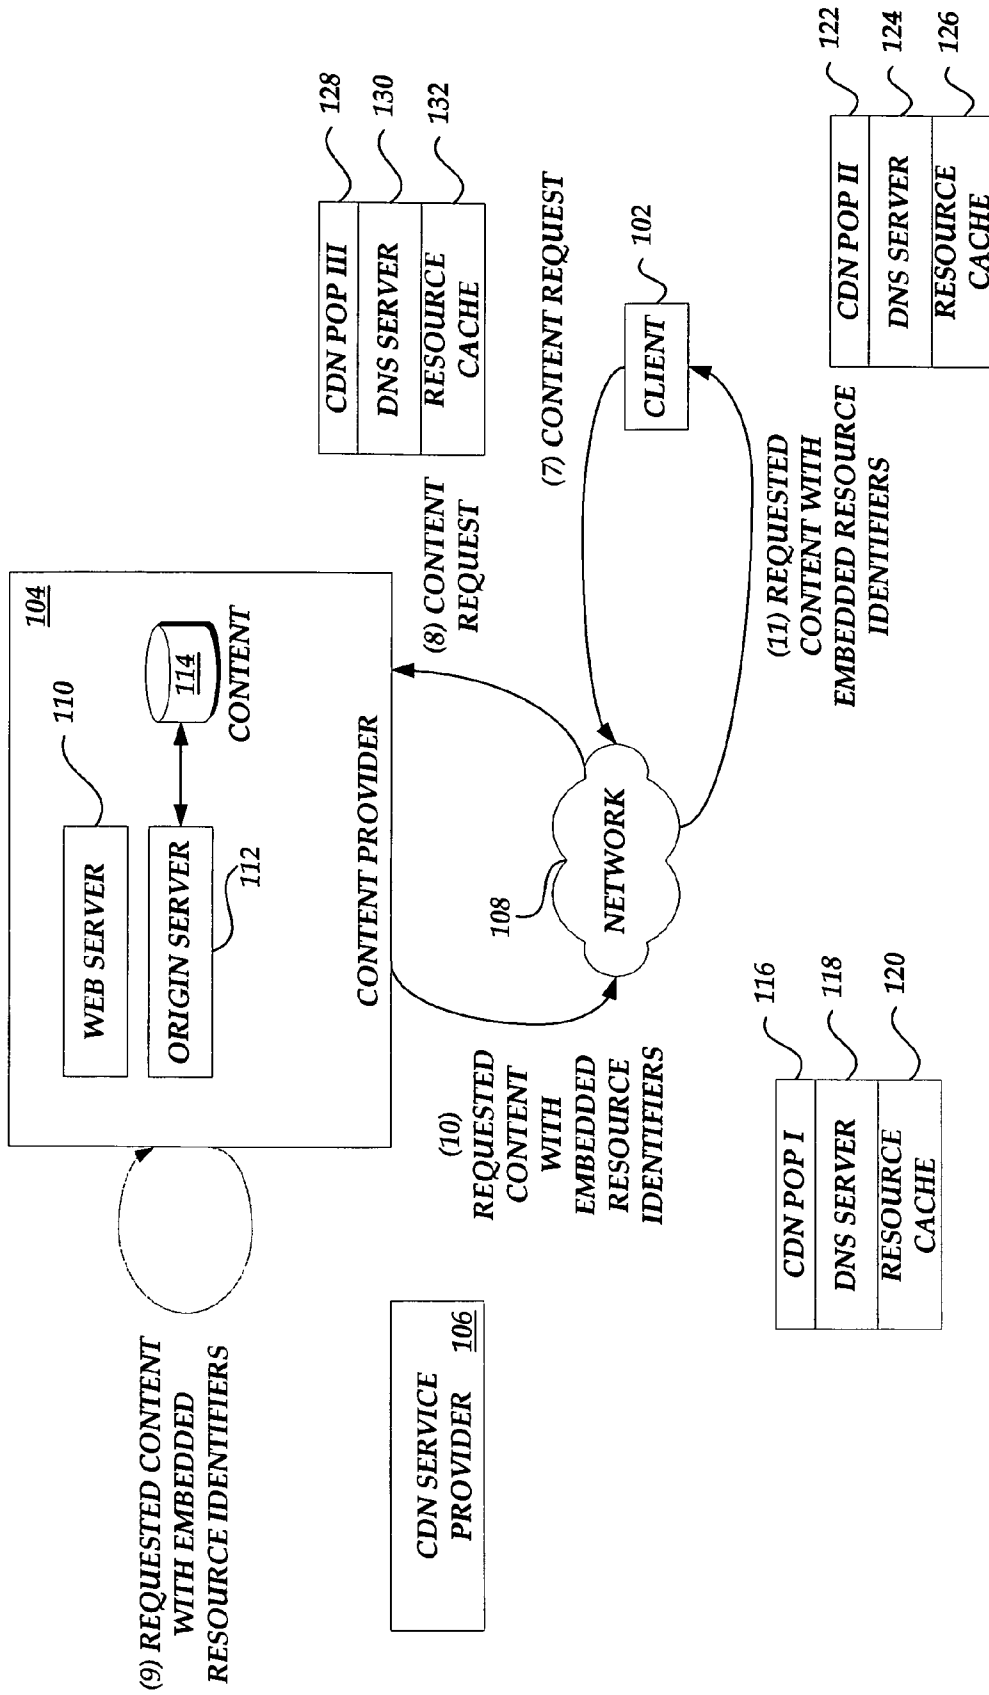 (9) REQUESTED CONTENT
WITH EMBEDDED
RESOURCE IDENTIFIERS
104
WEB SERVER
110
ORIGIN SERVER
112
114
CONTENT
CONTENT PROVIDER
CDN SERVICE
PROVIDER
106
(10)
REQUESTED
CONTENT
WITH
EMBEDDED
RESOURCE
IDENTIFIERS
(8) CONTENT
REQUEST
CDN POP III
DNS SERVER
RESOURCE
CACHE
128
130
132
108
NETWORK
(7) CONTENT REQUEST
CLIENT
102
(11) REQUESTED
CONTENT WITH
EMBEDDED RESOURCE
IDENTIFIERS
CDN POP I
DNS SERVER
RESOURCE
CACHE
116
118
120
CDN POP II
DNS SERVER
RESOURCE
CACHE
122
124
126